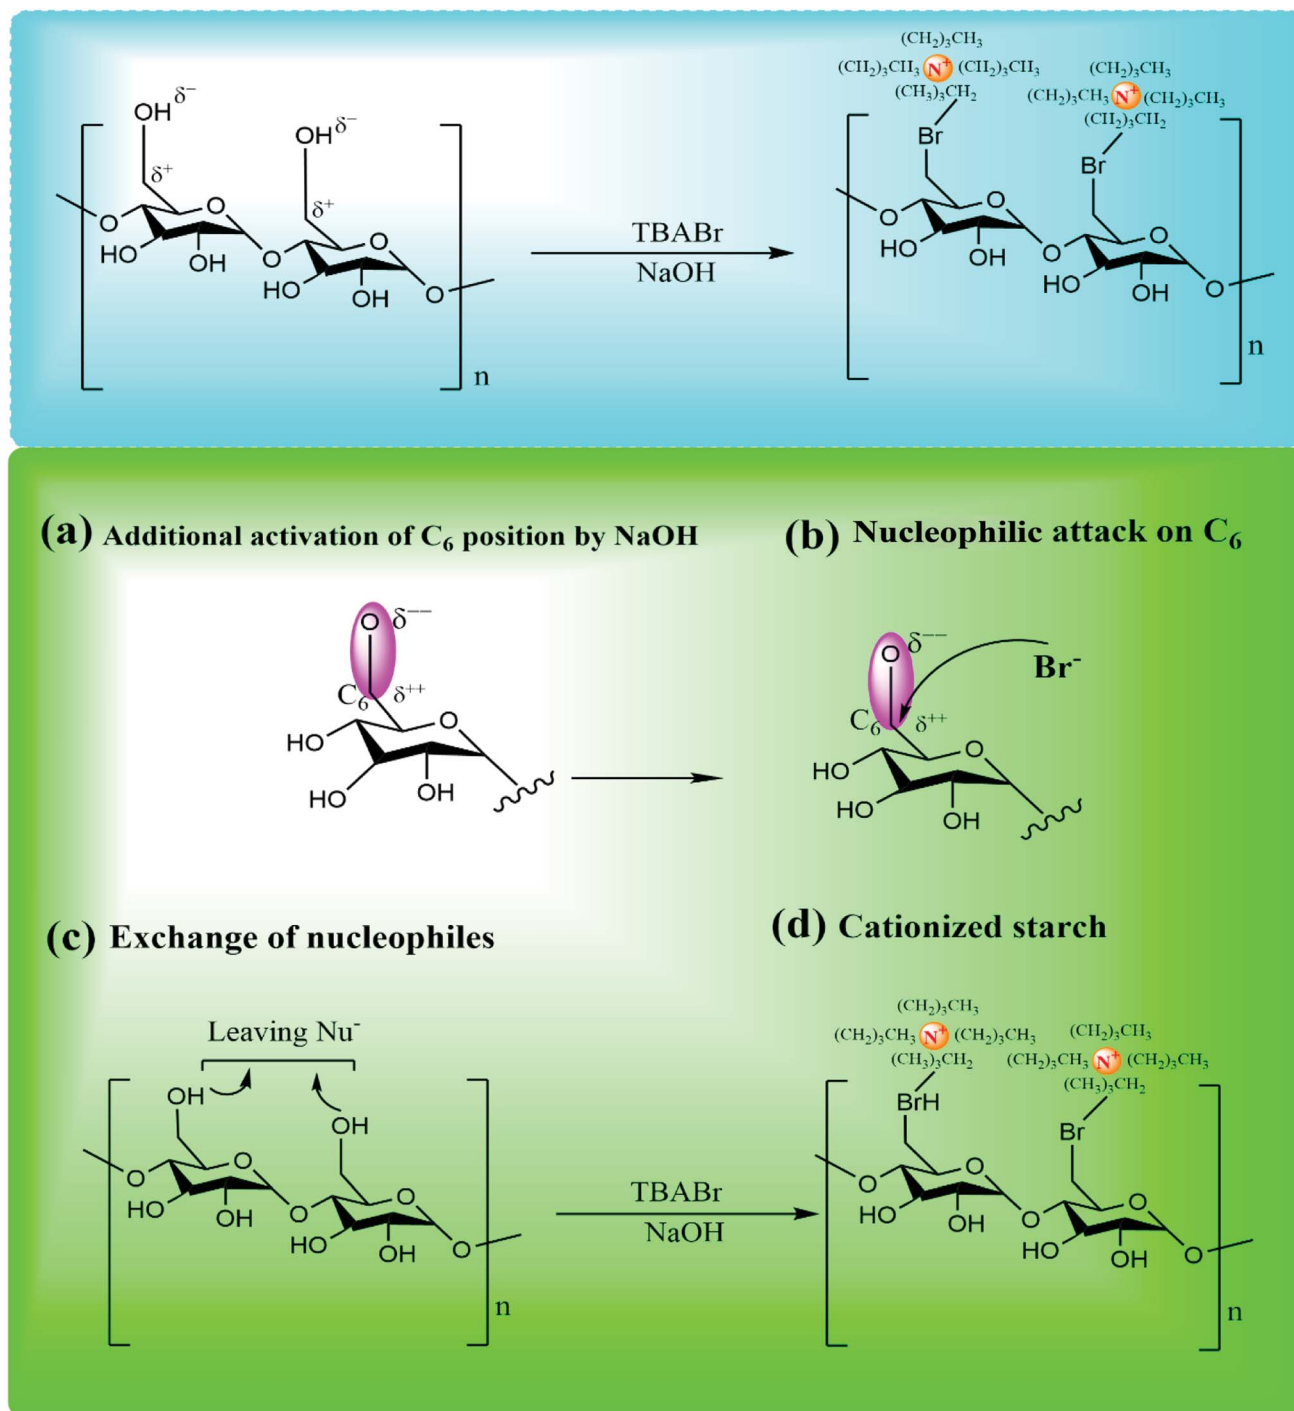 (CH₂)₃CH₃
(CH₂)₃CH₃ N⁺ (CH₂)₃CH₃
(CH₃)₃CH₂
(CH₂)₃CH₃
(CH₂)₃CH₃ N⁺ (CH₂)₃CH₃
(CH₂)₃CH₂
OH δ⁻
OH δ⁻
Br
Br
δ⁺
δ⁺
O
O
HO
OH
O
O
HO
OH
O
n
TBABr
NaOH
O
O
HO
OH
O
O
HO
OH
O
n
(a) Additional activation of C₆ position by NaOH
O δ⁻⁻
C₆ δ⁺⁺
O
HO
HO
OH
(b) Nucleophilic attack on C₆
O δ⁻⁻
Br⁻
C₆ δ⁺⁺
O
HO
HO
OH
(c) Exchange of nucleophiles
Leaving Nu⁻
OH
OH
O
O
HO
OH
O
O
HO
OH
O
n
TBABr
NaOH
(d) Cationized starch
(CH₂)₃CH₃
(CH₂)₃CH₃ N⁺ (CH₂)₃CH₃
(CH₃)₃CH₂
(CH₂)₃CH₃
(CH₂)₃CH₃ N⁺ (CH₂)₃CH₃
(CH₃)₃CH₂
BrH
Br
O
O
HO
OH
O
O
HO
OH
O
n